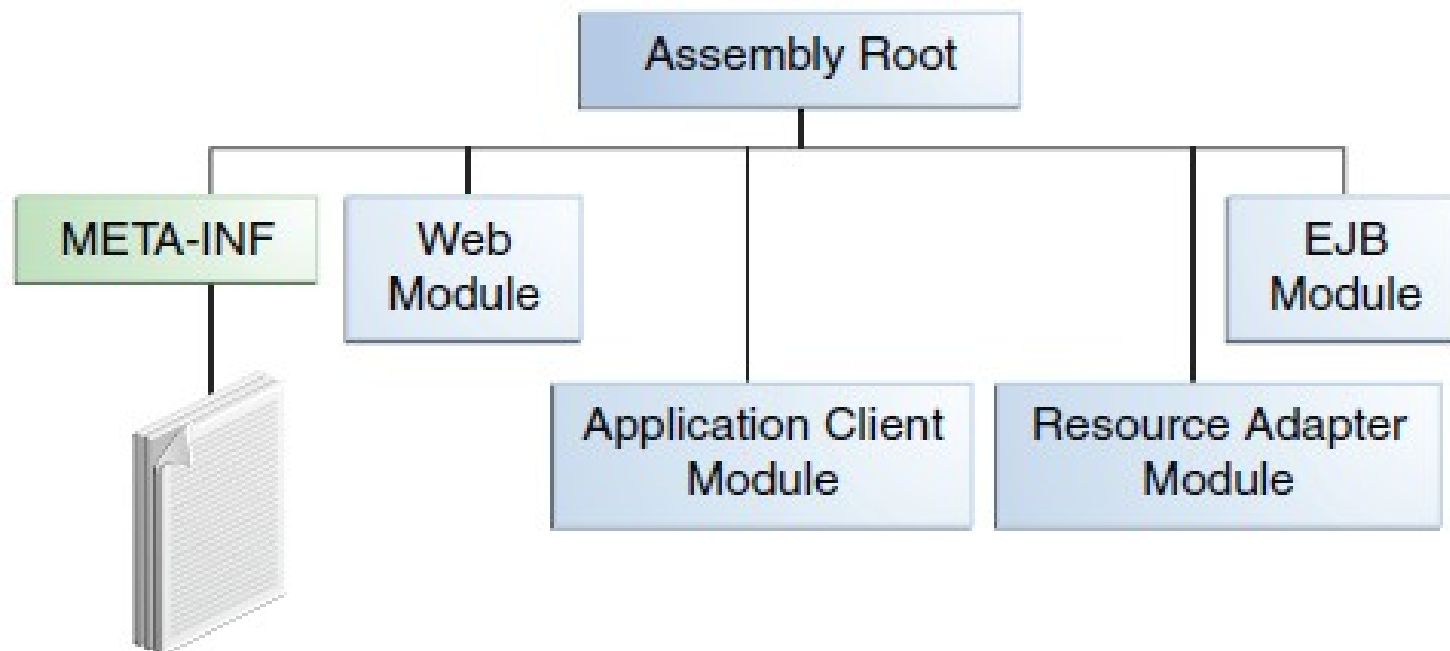 Assembly Root
META-INF
Web
Module
EJB
Module
Application Client
Module
Resource Adapter
Module